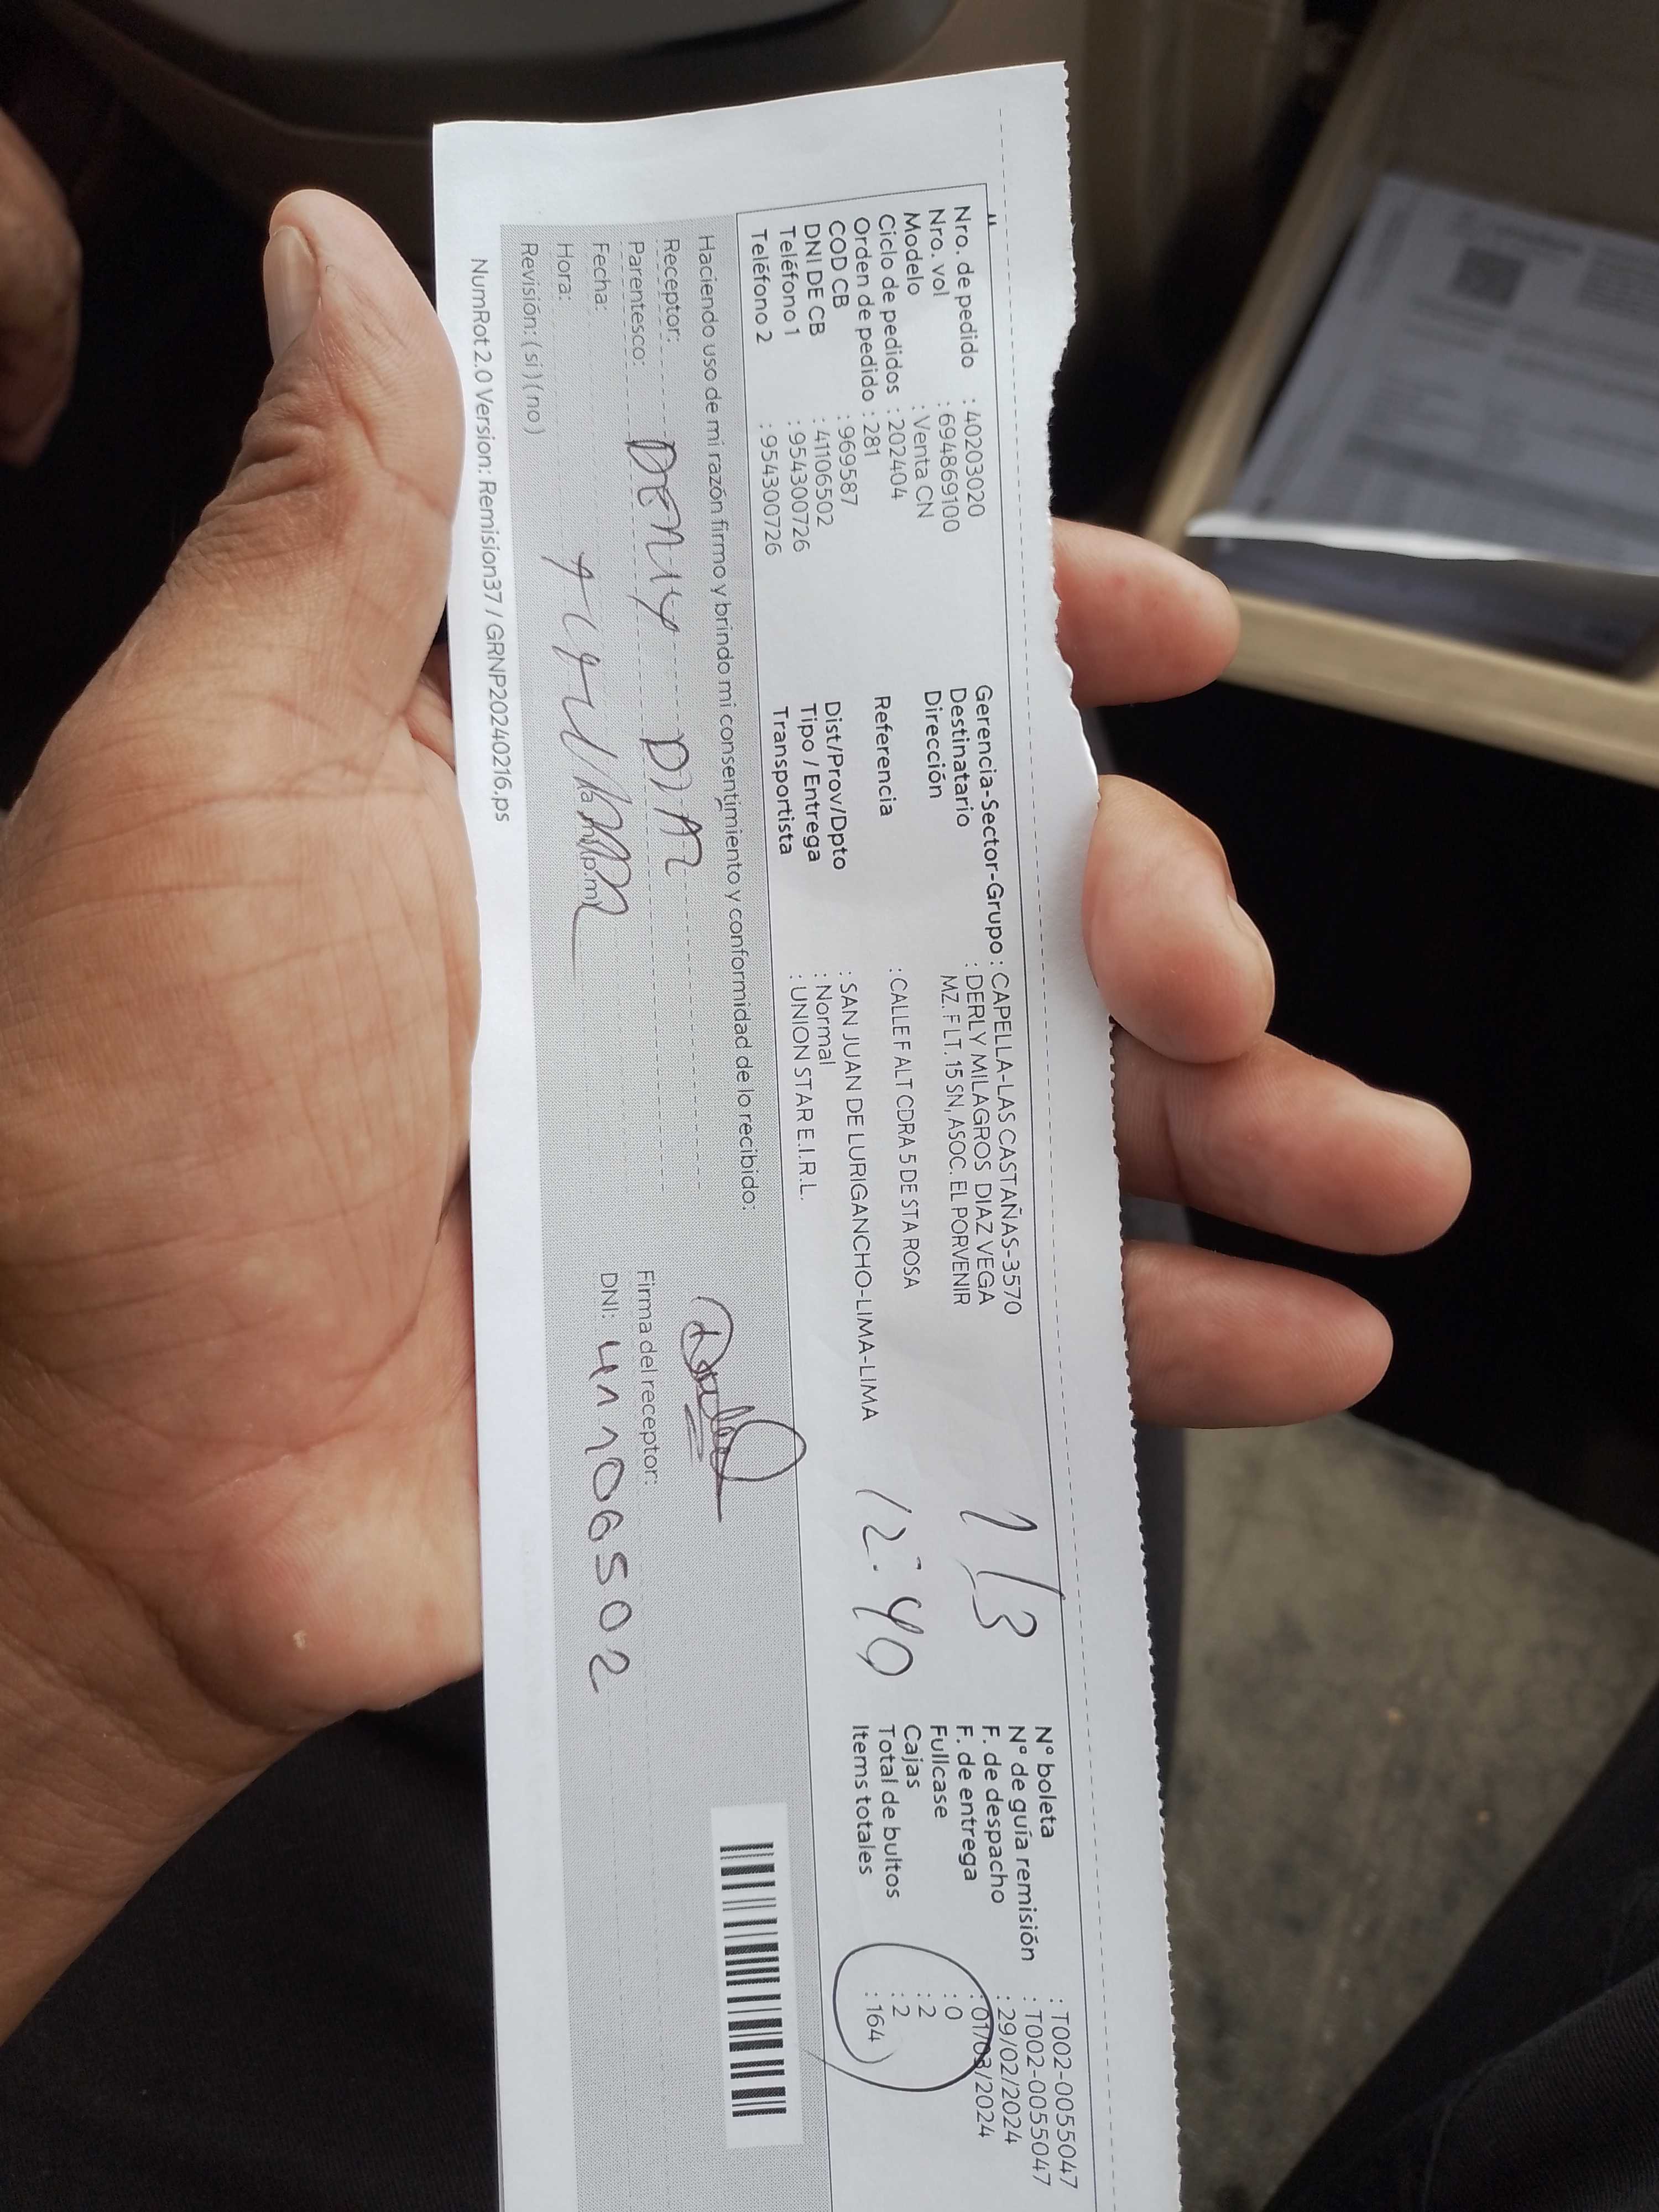 Nro. de pedido : 40203020
Nro. vol : 694869100
Modelo : Venta CN
Ciclo de pedidos : 202404
Orden de pedido : 281
COD CB : 969587
DNI DE CB : 41106502
Teléfono 1 : 954300726
Teléfono 2 : 954300726
Gerencia-Sector-Grupo : CAPELLA-LAS CASTAÑAS-3570
Destinatario : DERLY MILAGROS DIAZ VEGA
Dirección MZ. F LT. 15 SN, ASOC. EL PORVENIR
Referencia : CALLE F ALT CDRA 5 DE STA ROSA
Dist/Prov/Dpto : SAN JUAN DE LURIGANCHO-LIMA-LIMA
Tipo / Entrega : Normal
Transportista : UNION STAR E.I.R.L.
1/3
12:40
N° boleta : T002-0055047
N° de guía remisión : T002-0055047
F. de despacho : 29/02/2024
F. de entrega : 01/03/2024
Fullcase : 0
Cajas : 2
Total de bultos : 2
Items totales : 164
Haciendo uso de mi razón firmo y brindo mi consentimiento y conformidad de lo recibido:
Receptor:
Parentesco:
Fecha:
Hora:
Revisión: ( si ) ( no )
Firma del receptor:
DNI: 41106502
NumRot 2.0 Version: Remision37 / GRNP20240216.ps